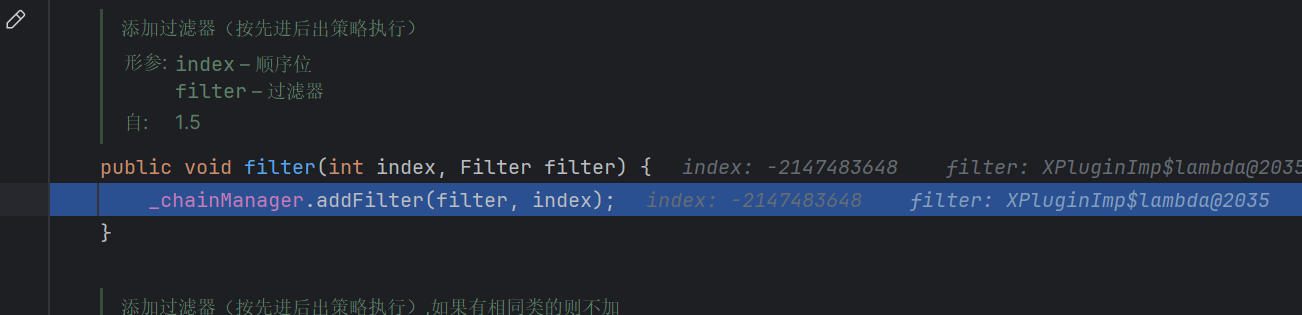 添加过滤器（按先进后出策略执行）
形参: index – 顺序位
filter – 过滤器
自: 1.5
public void filter(int index, Filter filter) { index: -2147483648 filter: XPluginImp$lambda@2035
_chainManager.addFilter(filter, index); index: -2147483648 filter: XPluginImp$lambda@2035
}
添加过滤器（按先进后出策略执行）,如果有相同类的则不加